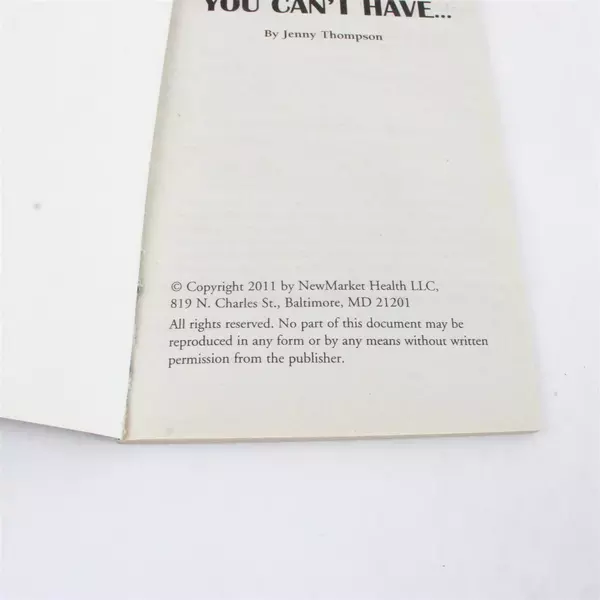 YOU CAN'T HAVE...
By Jenny Thompson
© Copyright 2011 by NewMarket Health LLC,
819 N. Charles St., Baltimore, MD 21201
All rights reserved. No part of this document may be
reproduced in any form or by any means without written
permission from the publisher.